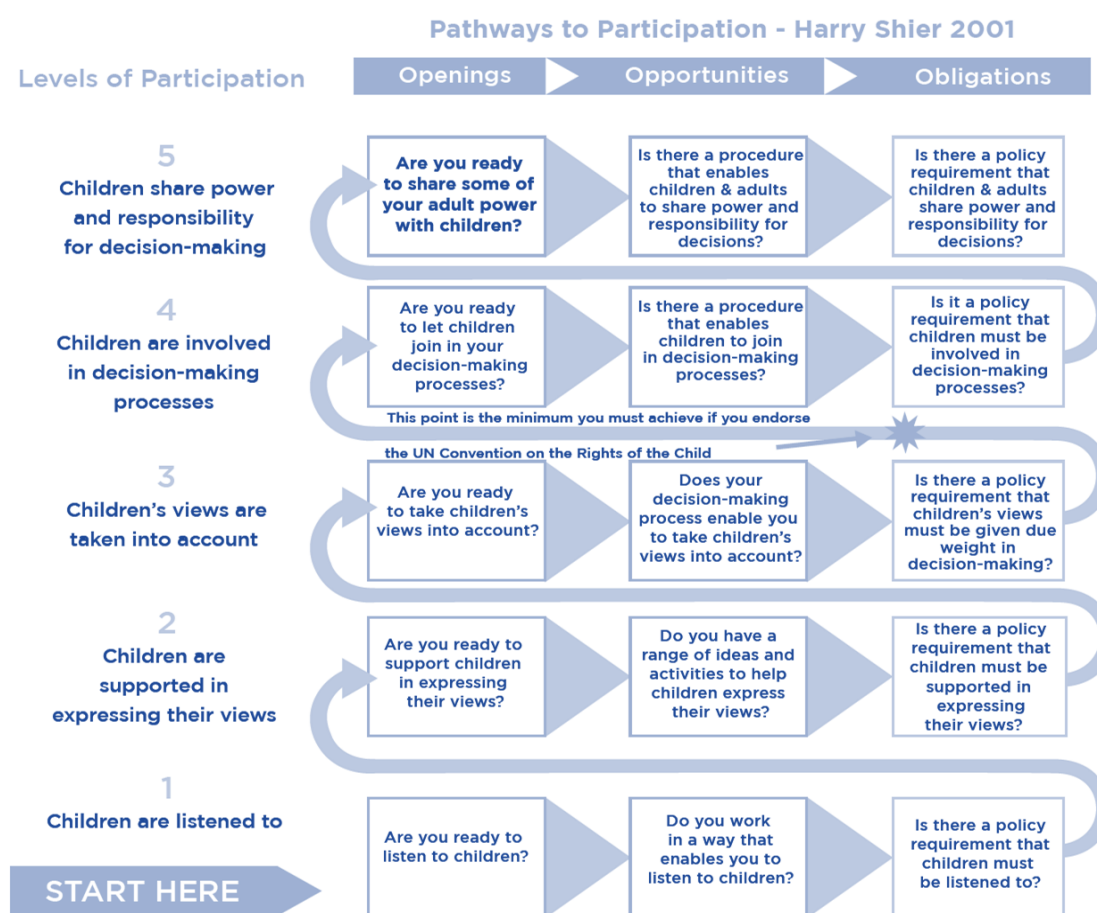 Pathways to Participation - Harry Shier 2001
Levels of Participation
Openings
Opportunities
Obligations
5
Children share power
and responsibility
for decision-making
Are you ready
to share some of
your adult power
with children?
Is there a procedure
that enables
children & adults
to share power and
responsibility for
decisions?
Is there a policy
requirement that
children & adults
share power and
responsibility for
decisions?
4
Children are involved
in decision-making
processes
Are you ready
to let children
join in your
decision-making
processes?
Is there a procedure
that enables
children to join
in decision-making
processes?
Is it a policy
requirement that
children must be
involved in
decision-making
processes?
This point is the minimum you must achieve if you endorse
the UN Convention on the Rights of the Child
3
Children's views are
taken into account
Are you ready
to take children's
views into account?
Does your
decision-making
process enable you
to take children's
views into account?
Is there a policy
requirement that
children's views
must be given due
weight in
decision-making?
2
Children are
supported in
expressing their views
Are you ready to
support children
in expressing
their views?
Do you have a
range of ideas and
activities to help
children express
their views?
Is there a policy
requirement that
children must be
supported in
expressing
their views?
1
Children are listened to
Are you ready to
listen to children?
Do you work
in a way that
enables you to
listen to children?
Is there a policy
requirement that
children must
be listened to?
START HERE